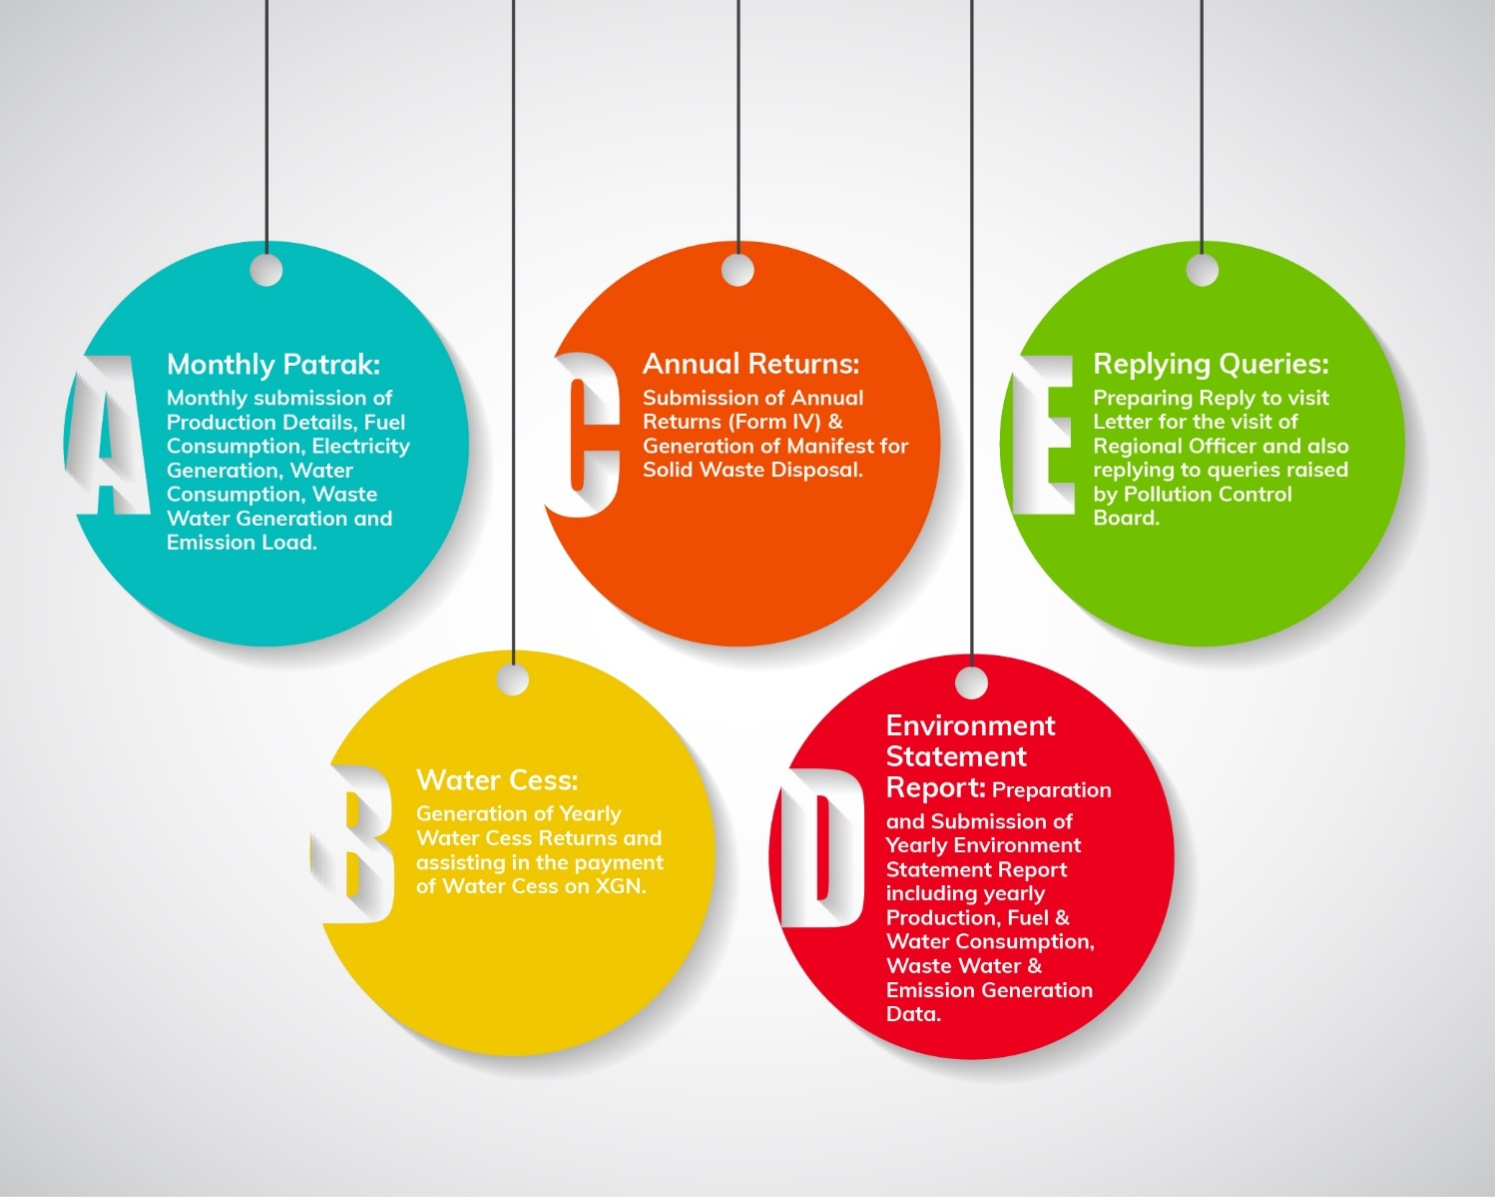 A
Monthly Patrak:
Monthly submission of
Production Details, Fuel
Consumption, Electricity
Generation, Water
Consumption, Waste
Water Generation and
Emission Load.
B
Water Cess:
Generation of Yearly
Water Cess Returns and
assisting in the payment
of Water Cess on XGN.
C
Annual Returns:
Submission of Annual
Returns (Form IV) &
Generation of Manifest for
Solid Waste Disposal.
D
Environment
Statement
Report: Preparation
and Submission of
Yearly Environment
Statement Report
including yearly
Production, Fuel &
Water Consumption,
Waste Water &
Emission Generation
Data.
E
Replying Queries:
Preparing Reply to visit
Letter for the visit of
Regional Officer and also
replying to queries raised
by Pollution Control
Board.